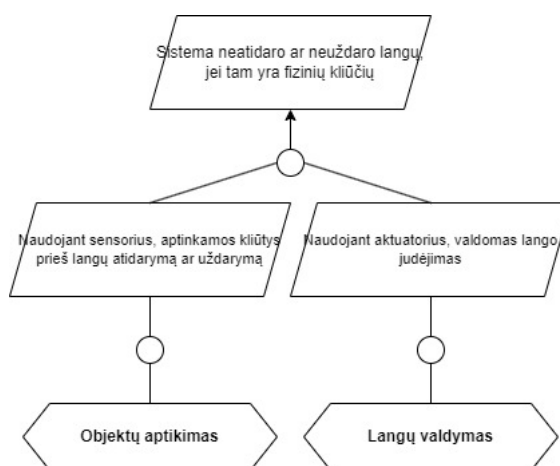 Sistema neatidaro ar neuždaro langų,
jei tam yra fizinių kliūčių
Naudojant sensorius, aptinkamos kliūtys
prieš langų atidarymą ar uždarymą
Naudojant aktuatorius, valdomas lango
judėjimas
Objektų aptikimas
Langų valdymas